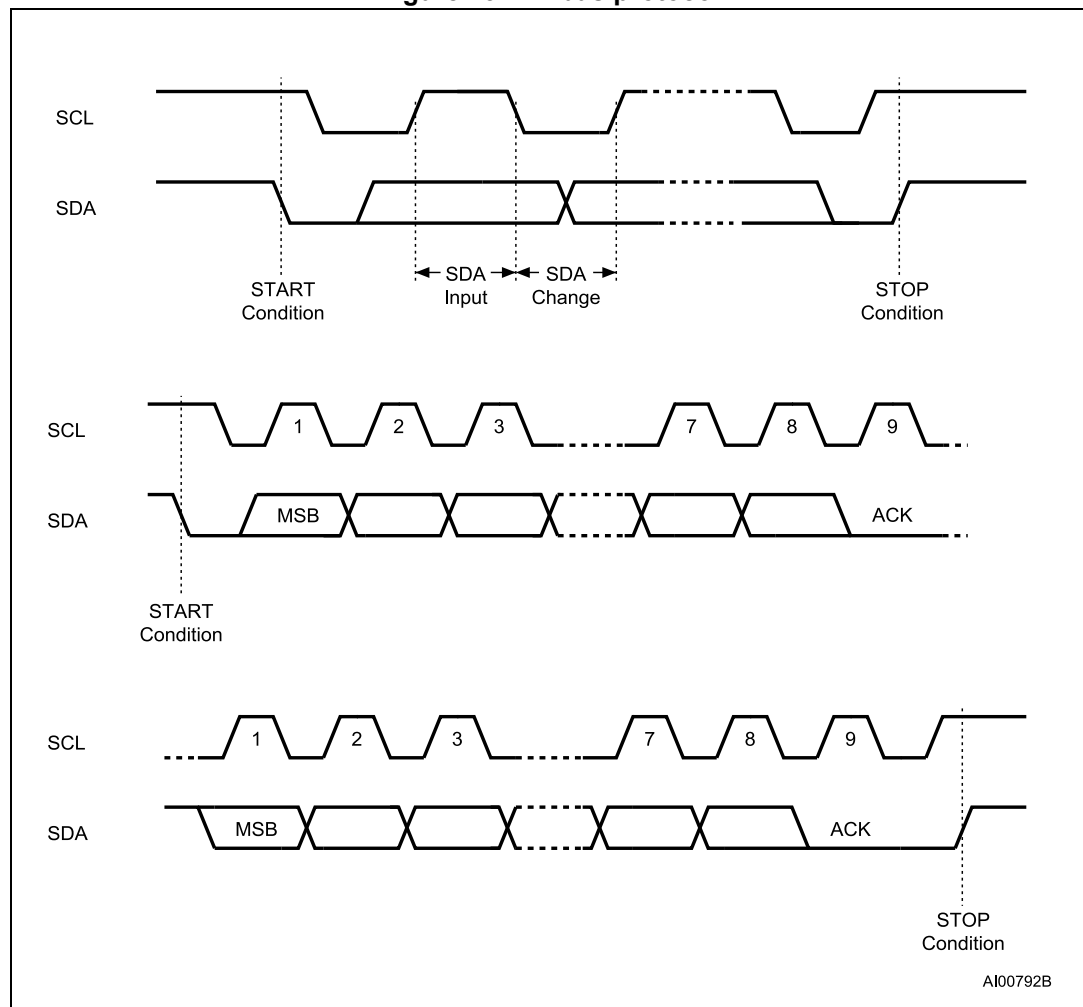 SCL
SDA
START
Condition
SDA
Input
SDA
Change
STOP
Condition
SCL
1 2 3 7 8 9
SDA
MSB
ACK
START
Condition
SCL
1 2 3 7 8 9
SDA
MSB
ACK
STOP
Condition
AI00792B